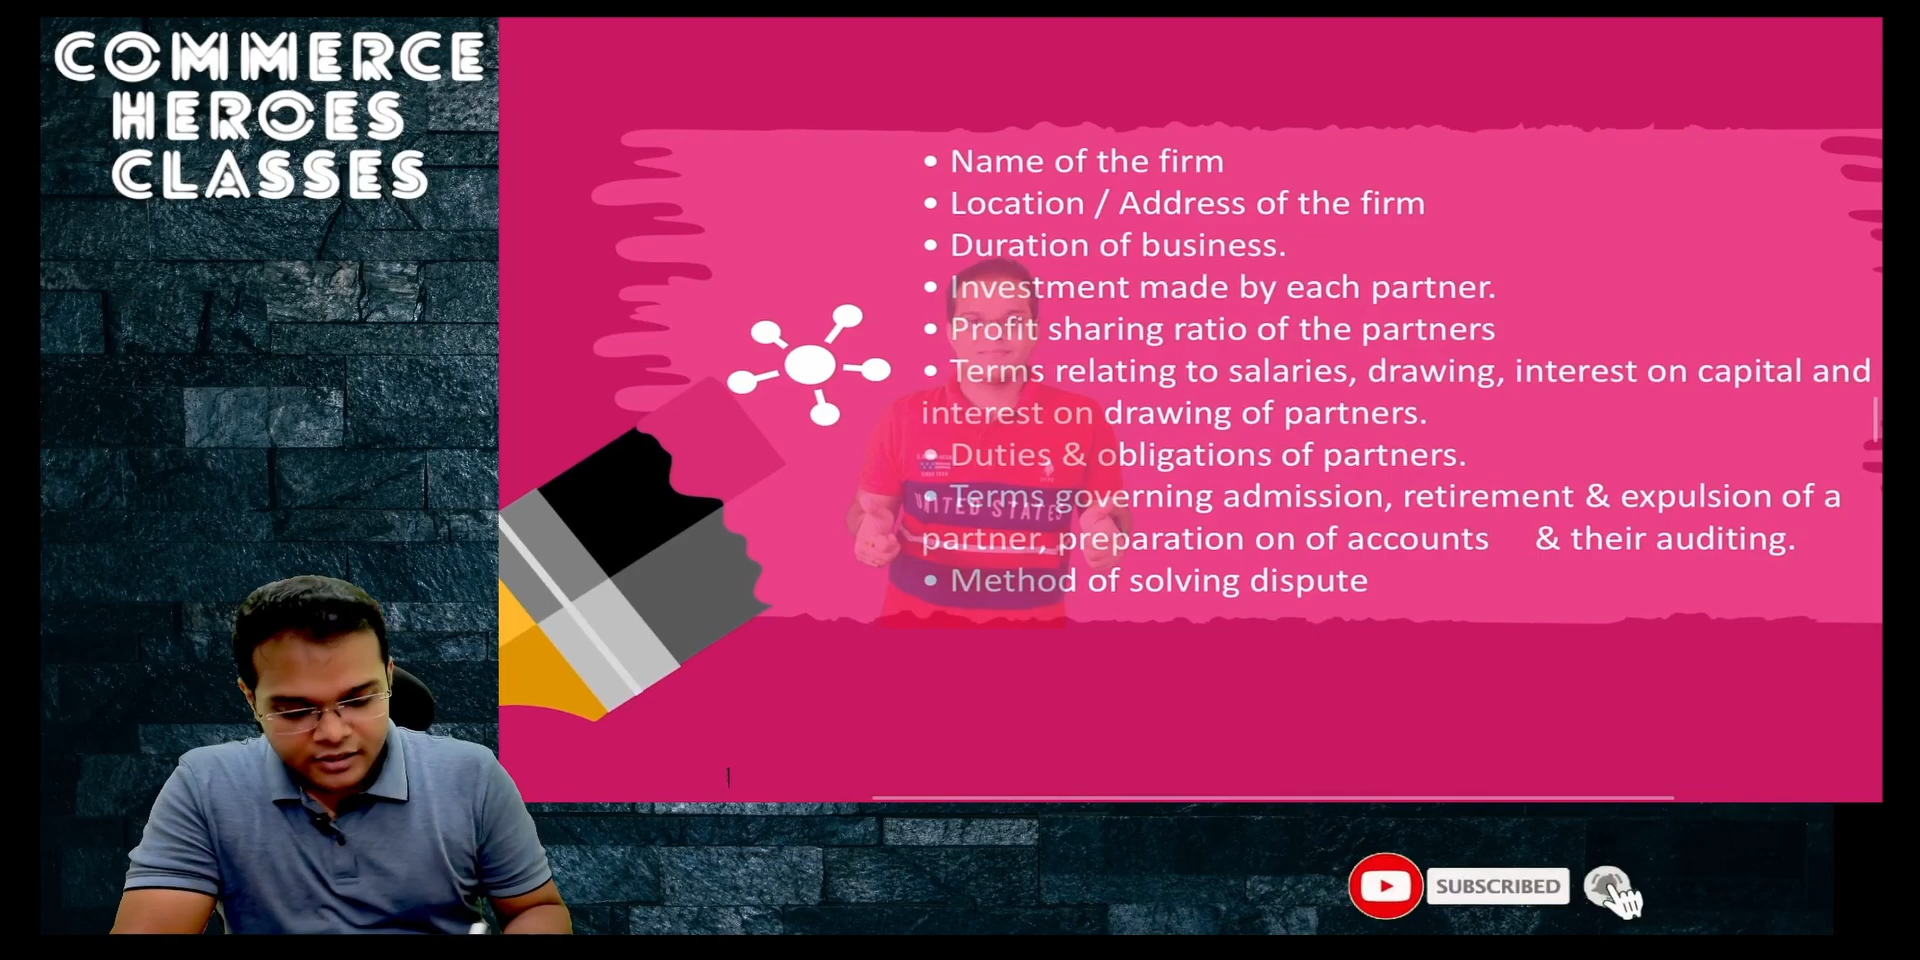 COMMERCE
HEROES
CLASSES
• Name of the firm
• Location / Address of the firm
• Duration of business.
• Investment made by each partner.
• Profit sharing ratio of the partners
• Terms relating to salaries, drawing, interest on capital and
interest on drawing of partners.
• Duties & obligations of partners.
• Terms governing admission, retirement & expulsion of a
partner, preparation on of accounts & their auditing.
• Method of solving dispute
UNITED STATES
SUBSCRIBED